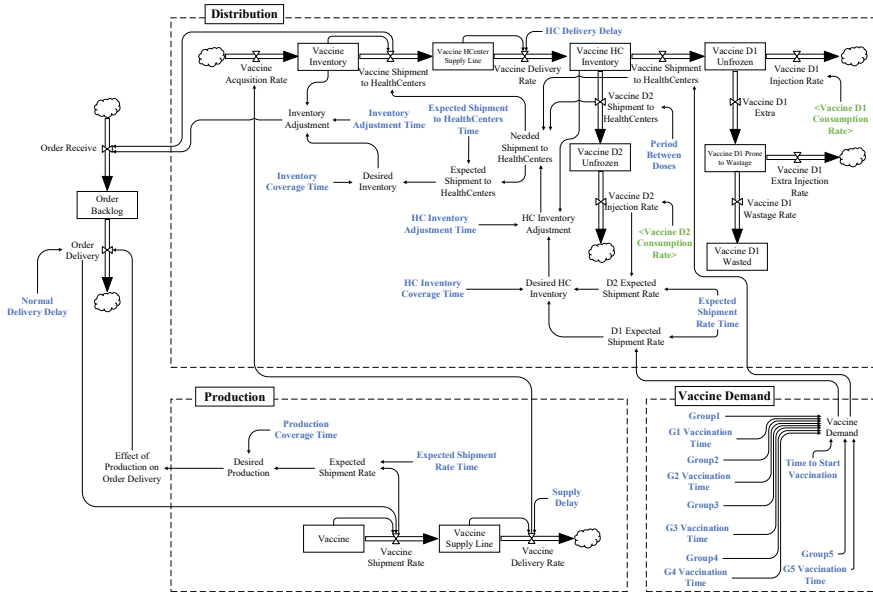 Distribution
HC Delivery Delay
Vaccine
Inventory
Vaccine HCenter
Supply Line
Vaccine HC
Inventory
Vaccine D1
Unfrozen
Vaccine
Acqusition Rate
Vaccine Shipment
to HealthCenters
Vaccine
Delivery Rate
Vaccine Shipment
to HealthCenters
Vaccine D1
Injection Rate
Inventory
Adjustment
Inventory
Adjustment Time
Expected Shipment
to HealthCenters
Time
Needed
Shipment to
HealthCenters
Vaccine D2
Shipment to
HealthCenters
Vaccine D1
Extra
<Vaccine D1
Consumption
Rate>
Order Receive
Vaccine D2
Unfrozen
Period
Between
Doses
Vaccine D1 Prone
to Wastage
Vaccine D1
Extra Injection
Rate
Inventory
Coverage Time
Desired
Inventory
Expected
Shipment to
HealthCenters
Order
Backlog
Vaccine D2
Injection Rate
Vaccine D1
Wastage Rate
HC Inventory
Adjustment Time
HC Inventory
Adjustment
<Vaccine D2
Consumption
Rate>
Vaccine D1
Wasted
Order
Delivery
Normal
Delivery Delay
HC Inventory
Coverage Time
Desired HC
Inventory
D2 Expected
Shipment Rate
Expected
Shipment
Rate Time
D1 Expected
Shipment Rate
Production
Production
Coverage Time
Effect of
Production on
Order Delivery
Desired
Production
Expected
Shipment Rate
Expected Shipment
Rate Time
Supply
Delay
Vaccine
Vaccine
Supply Line
Vaccine
Shipment Rate
Vaccine
Delivery Rate
Vaccine Demand
Group1
Vaccine
Demand
G1 Vaccination
Time
Group2
Time to Start
Vaccination
G2 Vaccination
Time
Group3
G3 Vaccination
Time
Group4
Group5
G4 Vaccination
Time
G5 Vaccination
Time